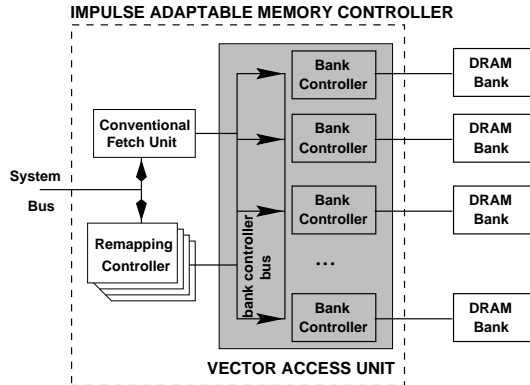 IMPULSE ADAPTABLE MEMORY CONTROLLER
Bank
Controller
DRAM
Bank
Conventional
Fetch Unit
Bank
Controller
DRAM
Bank
System
Bus
Remapping
Controller
bank controller
bus
Bank
Controller
DRAM
Bank
...
Bank
Controller
DRAM
Bank
VECTOR ACCESS UNIT